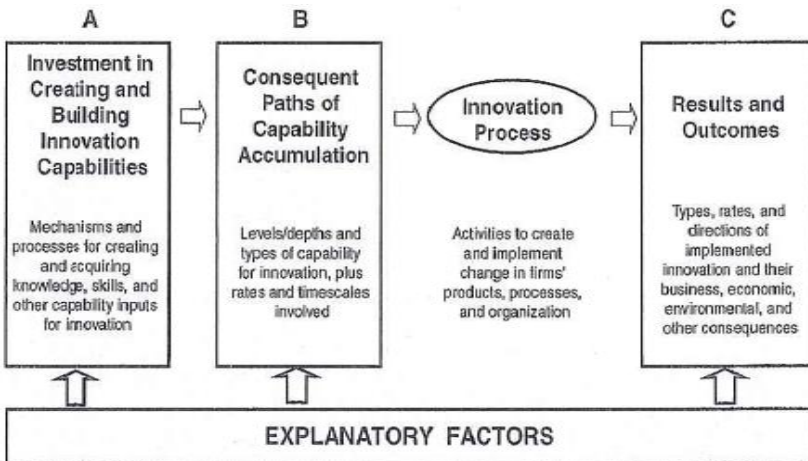 A
Investment in
Creating and
Building
Innovation
Capabilities
Mechanisms and
processes for creating
and acquiring
knowledge, skills, and
other capability inputs
for innovation
B
Consequent
Paths of
Capability
Accumulation
Levels/depths and
types of capability
for innovation, plus
rates and timescales
involved
Innovation
Process
Activities to create
and implement
change in firms'
products, processes,
and organization
C
Results and
Outcomes
Types, rates, and
directions of
implemented
innovation and their
business, economic,
environmental, and
other consequences
EXPLANATORY FACTORS